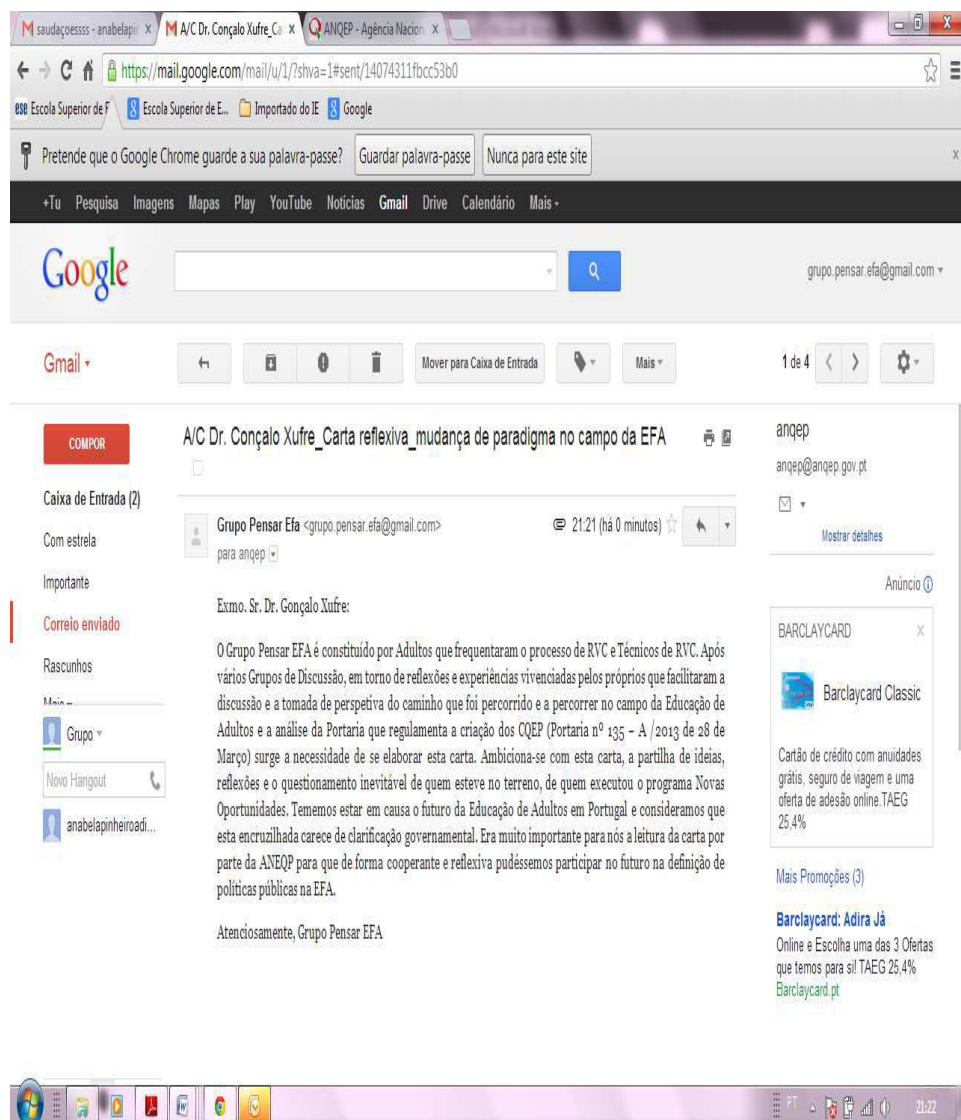 saudaçoessss - anabelapi
A/C Dr. Conçalo Xufre_Ca
ANQEP - Agência Nacion
https://mail.google.com/mail/u/1/?shva=1#sent/14074311fbcc53b0
ese Escola Superior de
Escola Superior de E...
Importado do IE
Google
Pretende que o Google Chrome guarde a sua palavra-passe?
Guardar palavra-passe
Nunca para este site
+Tu Pesquisa Imagens Mapas Play YouTube Notícias Gmail Drive Calendário Mais
Google
grupo.pensar.efa@gmail.com
Gmail
Mover para Caixa de Entrada
Mais
1 de 4
COMPOR
Caixa de Entrada (2)
Com estrela
Importante
Correio enviado
Rascunhos
Mais
Grupo
Novo Hangout
anabelapinheiroadi...
A/C Dr. Conçalo Xufre_Carta reflexiva_mudança de paradigma no campo da EFA
Grupo Pensar Efa <grupo.pensar.efa@gmail.com>
21:21 (há 0 minutos)
para anqep
Exmo. Sr. Dr. Gonçalo Xufre:
O Grupo Pensar EFA é constituído por Adultos que frequentaram o processo de RVC e Técnicos de RVC. Após
vários Grupos de Discussão, em torno de reflexões e experiências vivenciadas pelos próprios que facilitaram a
discussão e a tomada de perspetiva do caminho que foi percorrido e a percorrer no campo da Educação de
Adultos e a análise da Portaria que regulamenta a criação dos CQEP (Portaria nº 135 – A /2013 de 28 de
Março) surge a necessidade de se elaborar esta carta. Ambiciona-se com esta carta, a partilha de ideias,
reflexões e o questionamento inevitável de quem esteve no terreno, de quem executou o programa Novas
Oportunidades. Tememos estar em causa o futuro da Educação de Adultos em Portugal e consideramos que
esta encruzilhada carece de clarificação governamental. Era muito importante para nós a leitura da carta por
parte da ANEQP para que de forma cooperante e reflexiva pudéssemos participar no futuro na definição de
políticas públicas na EFA.
Atenciosamente, Grupo Pensar EFA
anqep
anqep@anqep.gov.pt
Mostrar detalhes
Anúncio
BARCLAYCARD
Barclaycard Classic
Cartão de crédito com anuidades
grátis, seguro de viagem e uma
oferta de adesão online.TAEG
25,4%
Mais Promoções (3)
Barclaycard: Adira Já
Online e Escolha uma das 3 Ofertas
que temos para si! TAEG 25,4%
Barclaycard.pt
PT
21:22